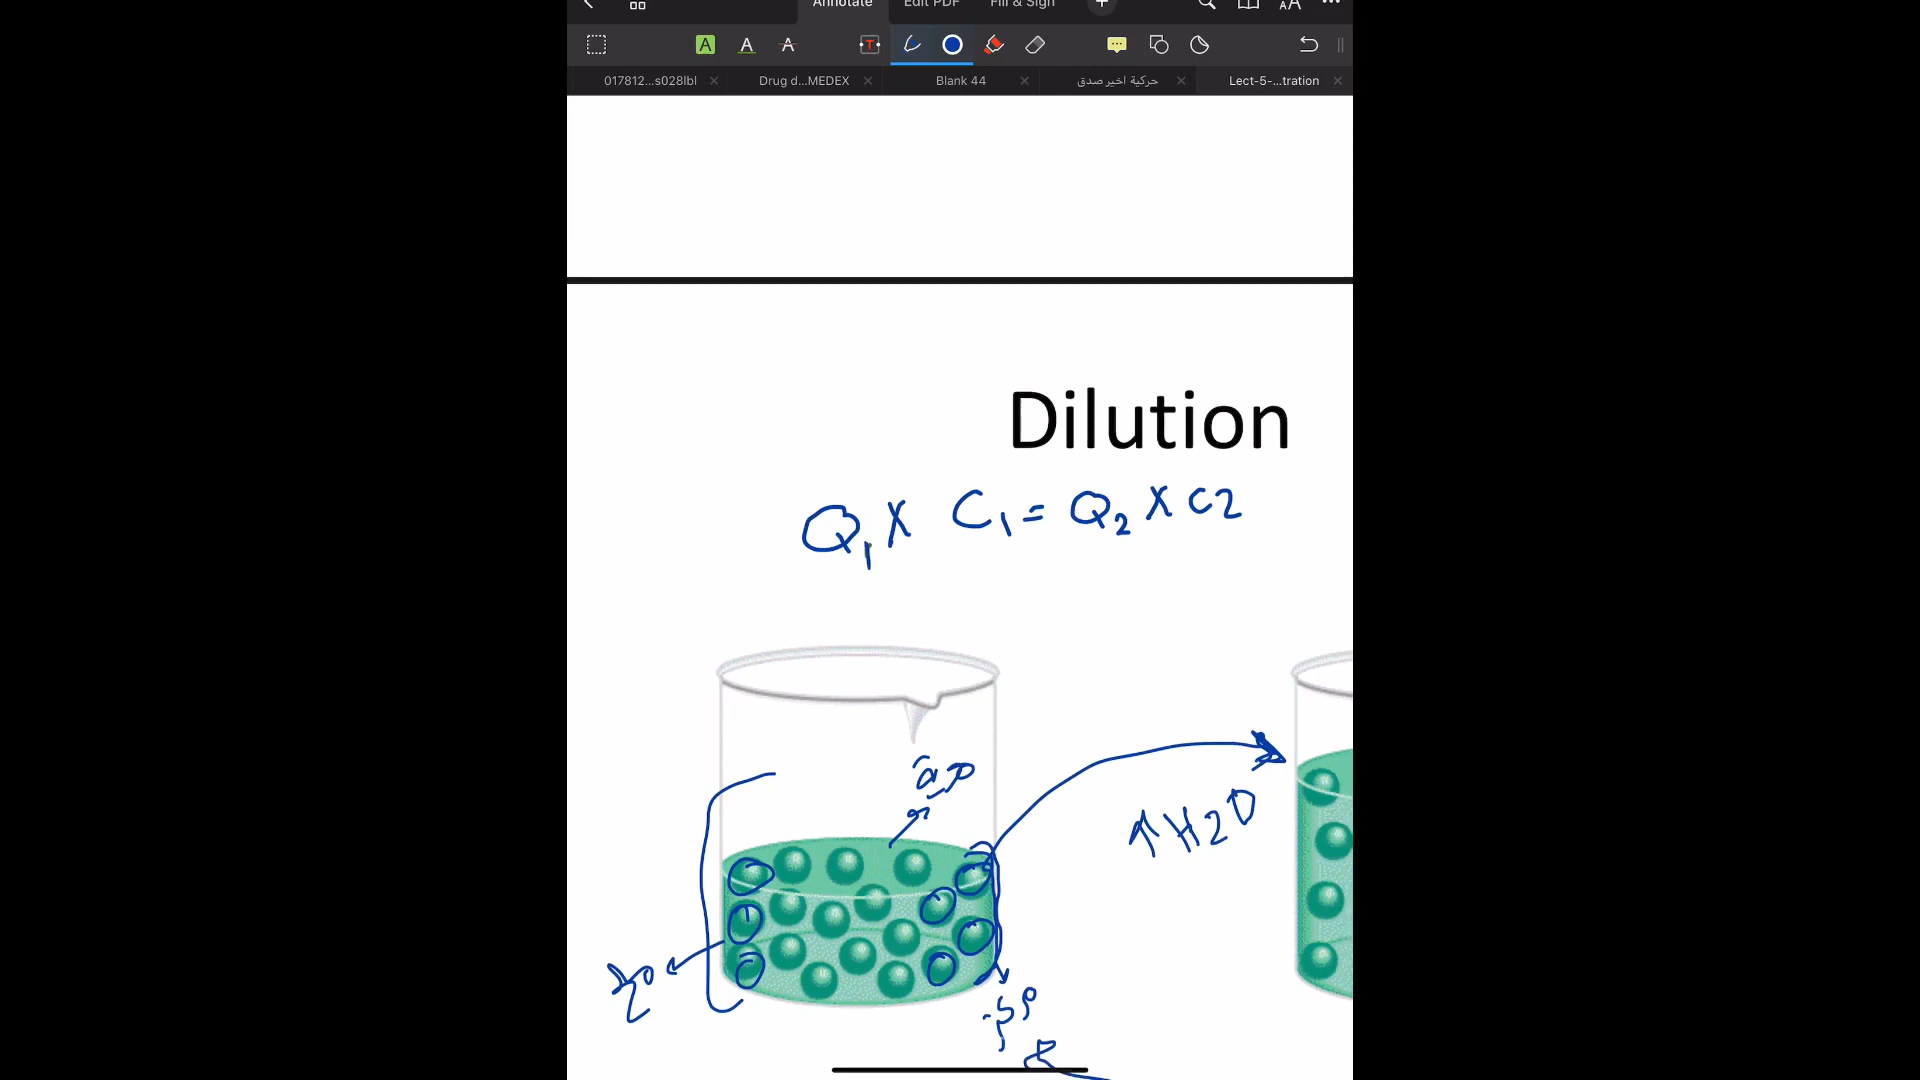 Annotate Edit PDF Fill & Sign
017812...s028lbl Drug d...MEDEX Blank 44 حركية اخير صدق Lect-5-...tration
Dilution
Q₁ X C₁ = Q₂ X C2
↑ H2O